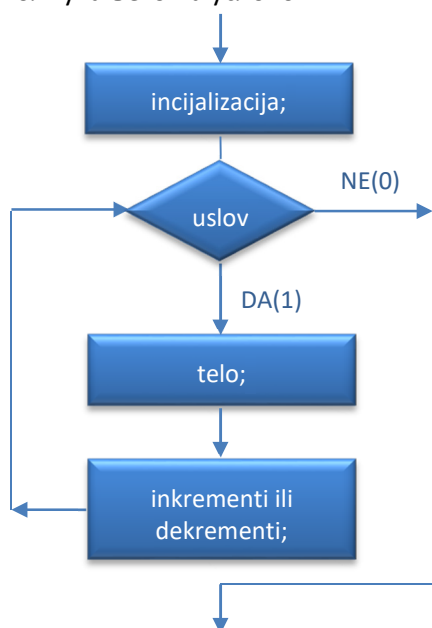 incijalizacija;
uslov
NE(0)
DA(1)
telo;
inkrementi ili
dekrementi;